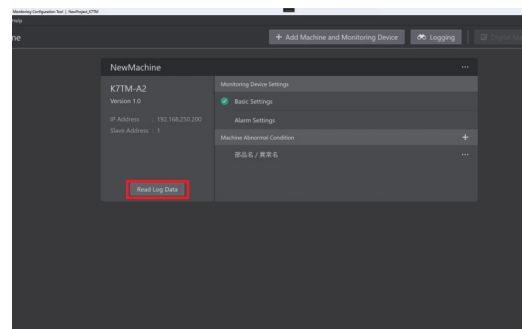 Monitoring Configuration Tool | NewProject_K7TM
Help
ne
+ Add Machine and Monitoring Device
Logging
NewMachine
...
K7TM-A2
Version 1.0
IP Address : 192.168.250.200
Slave Address : 1
Read Log Data
Monitoring Device Settings
Basic Settings
Alarm Settings
Machine Abnormal Condition +
部品名 / 異常名 ...